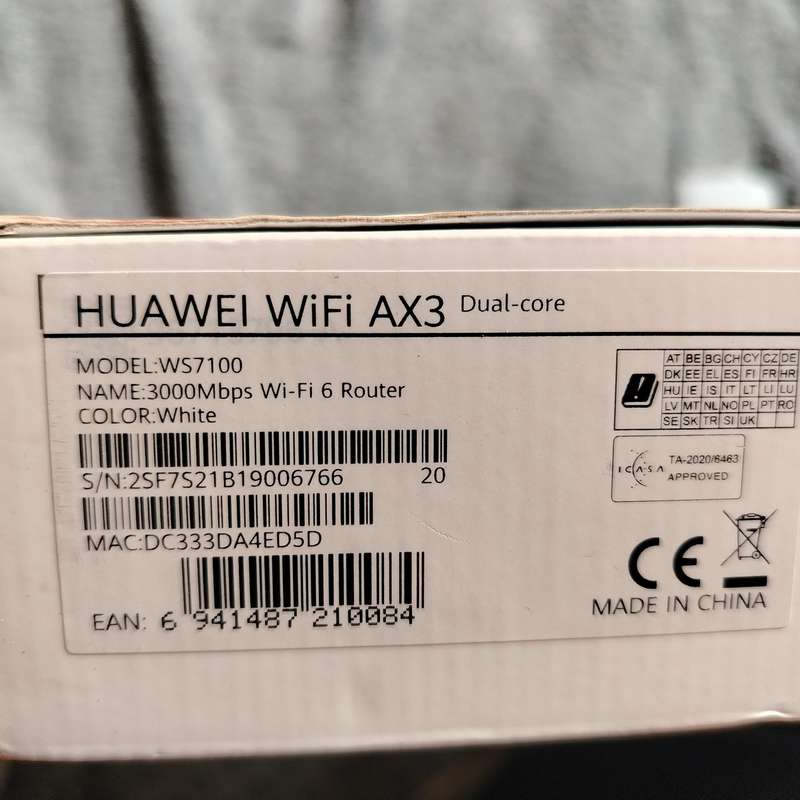 HUAWEI WiFi AX3 Dual-core
MODEL:WS7100
NAME:3000Mbps Wi-Fi 6 Router
COLOR:White
S/N:2SF7S21B19006766 20
MAC:DC333DA4ED5D
EAN: 6 941487 210084
AT BE BG CH CY CZ DE
DK EE EL ES FI FR HR
HU IE IS IT LT LI LU
LV MT NL NO PL PT RO
SE SK TR SI UK
ICASA TA-2020/6463
APPROVED
CE
MADE IN CHINA